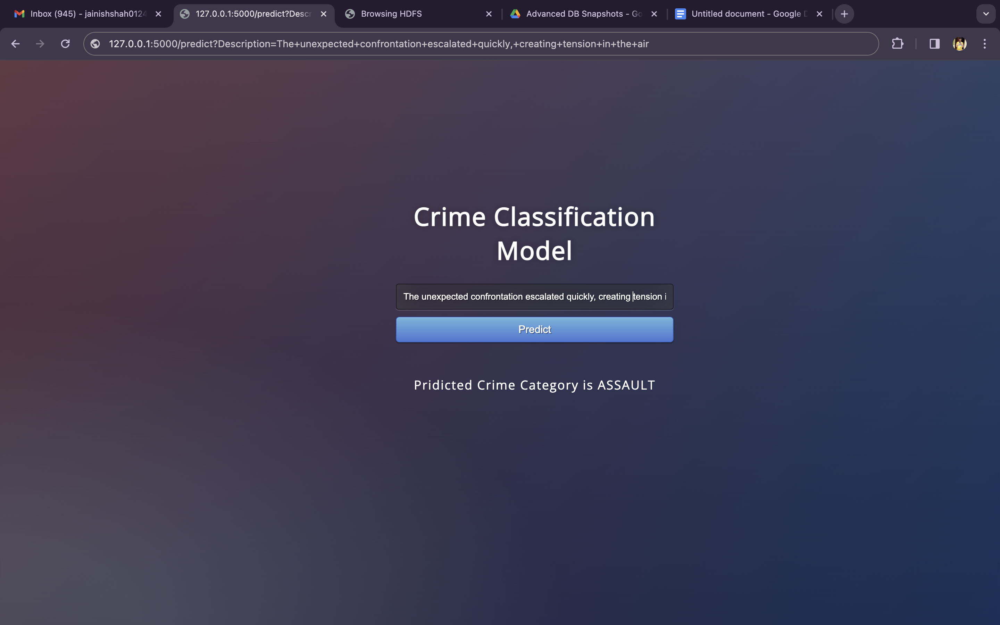 Inbox (945) - jainishshah0124
127.0.0.1:5000/predict?Descr
Browsing HDFS
Advanced DB Snapshots - Go
Untitled document - Google D
127.0.0.1:5000/predict?Description=The+unexpected+confrontation+escalated+quickly,+creating+tension+in+the+air
Crime Classification
Model
The unexpected confrontation escalated quickly, creating tension i
Predict
Pridicted Crime Category is ASSAULT